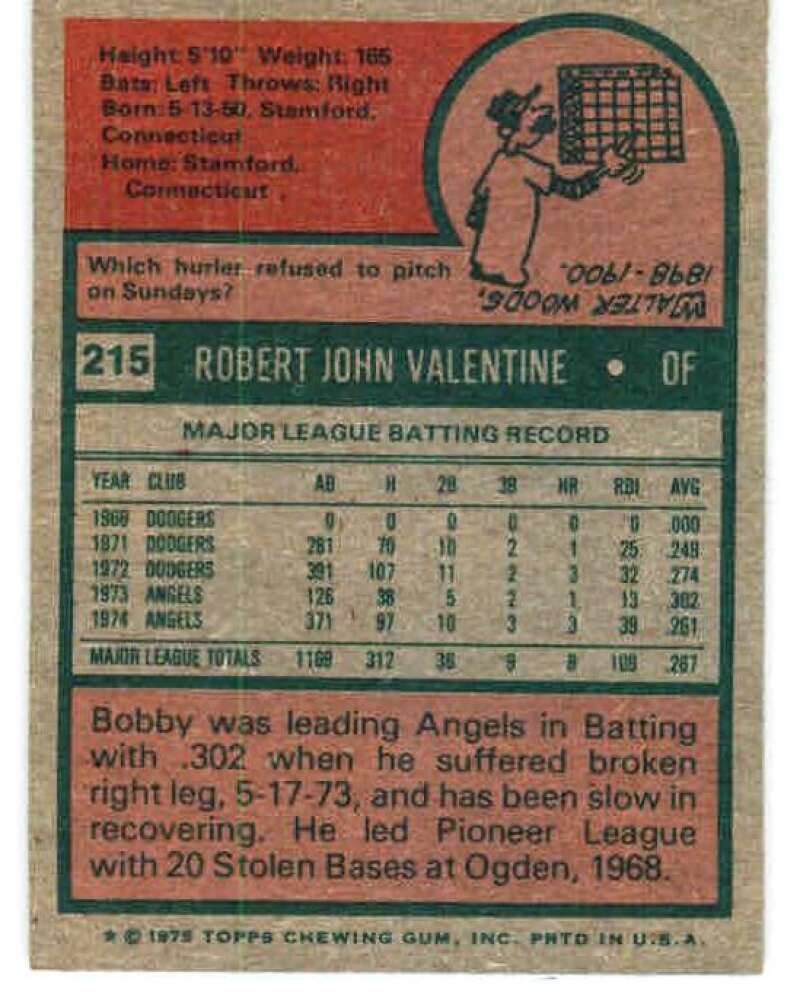 Height: 5'10" Weight: 165
Bats: Left Throws: Right
Born: 5-13-50, Stamford,
Connecticut
Home: Stamford,
Connecticut
Which hurler refused to pitch
on Sundays?
WALTER WOODS,
1898-1900.
215 ROBERT JOHN VALENTINE • OF
MAJOR LEAGUE BATTING RECORD
YEAR CLUB AB H 2B 3B HR RBI AVG
1969 DODGERS 0 0 0 0 0 0 .000
1971 DODGERS 281 70 10 2 1 25 .249
1972 DODGERS 391 107 11 2 3 32 .274
1973 ANGELS 126 38 5 2 1 13 .302
1974 ANGELS 371 97 10 3 3 39 .261
MAJOR LEAGUE TOTALS 1169 312 36 9 8 109 .267
Bobby was leading Angels in Batting
with .302 when he suffered broken
right leg, 5-17-73, and has been slow in
recovering. He led Pioneer League
with 20 Stolen Bases at Ogden, 1968.
* © 1975 TOPPS CHEWING GUM, INC. PRTD IN U.S.A.